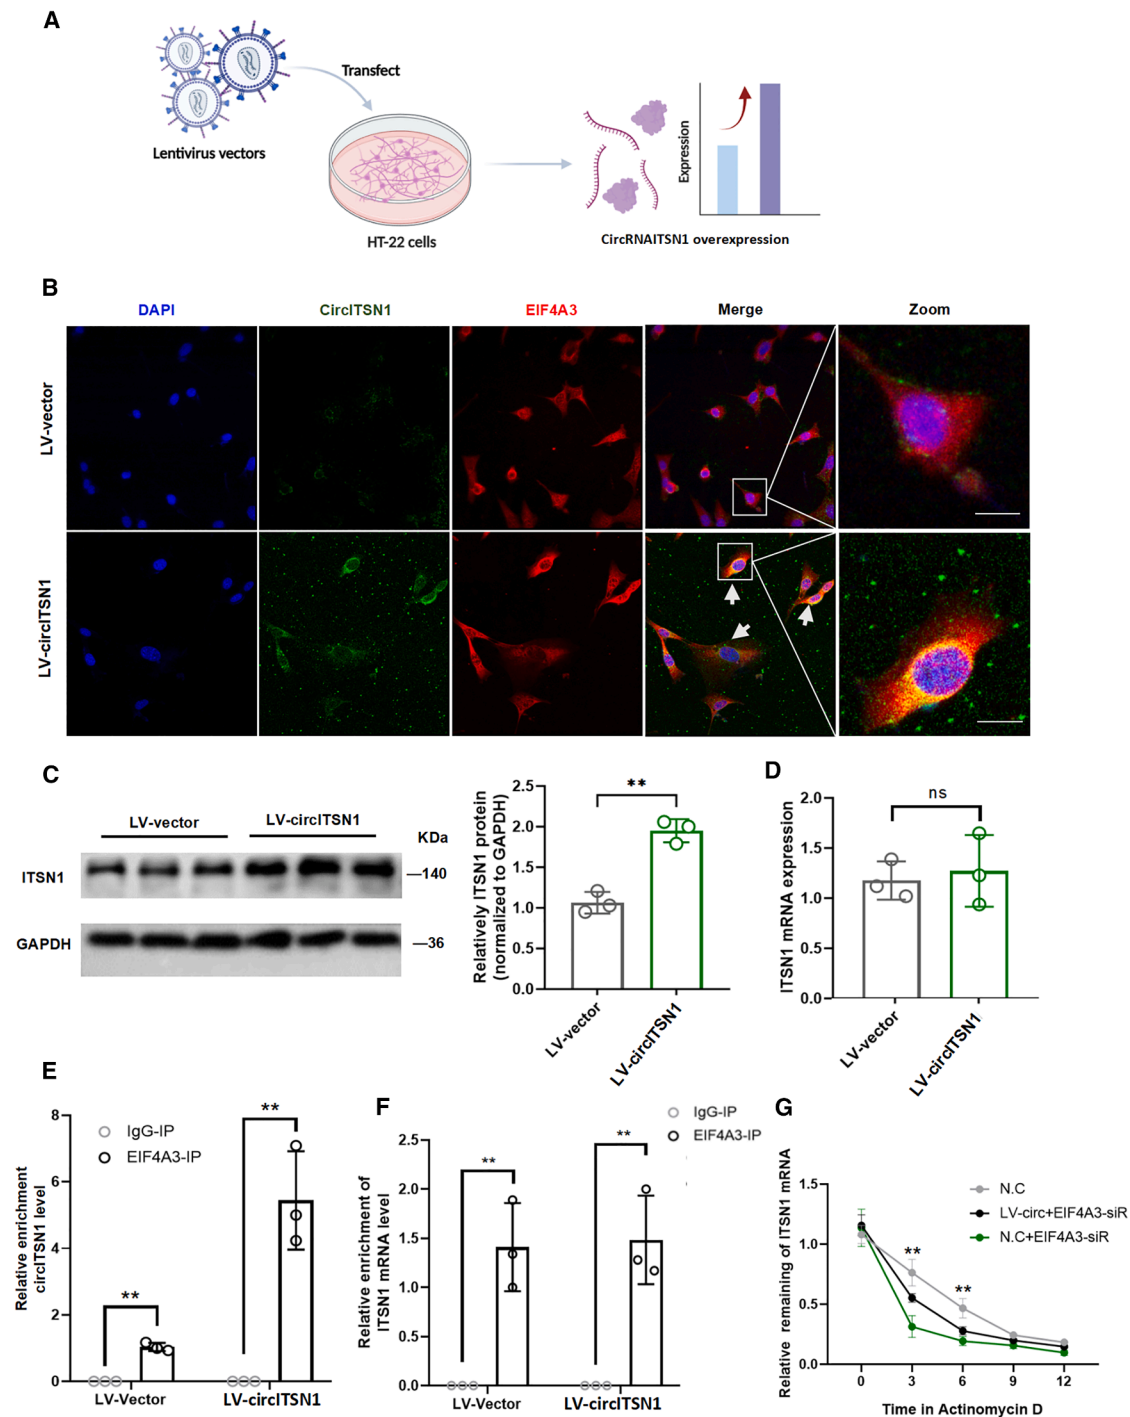 A
Transfect
Lentivirus vectors
HT-22 cells
Expression
CircRNAITSN1 overexpression
B
DAPI CircITSN1 EIF4A3 Merge Zoom
LV-vector
LV-circITSN1
C
LV-vector LV-circITSN1
KDa
ITSN1
—140
GAPDH
—36
Relatively ITSN1 protein
(normalized to GAPDH)
2.5
2.0
1.5
1.0
0.5
0.0
**
LV-vector
LV-circITSN1
D
ITSN1 mRNA expression
2.0
1.5
1.0
0.5
0.0
ns
LV-vector
LV-circITSN1
E
Relative enrichment
circITSN1 level
8
6
4
2
0
IgG-IP
EIF4A3-IP
**
**
LV-Vector LV-circITSN1
F
Relative enrichment of
ITSN1 mRNA level
2.5
2.0
1.5
1.0
0.5
0.0
IgG-IP
EIF4A3-IP
**
**
LV-Vector LV-circITSN1
G
Relative remaining of ITSN1 mRNA
1.5
1.0
0.5
0.0
N.C
LV-circ+EIF4A3-siR
N.C+EIF4A3-siR
**
**
0 3 6 9 12
Time in Actinomycin D